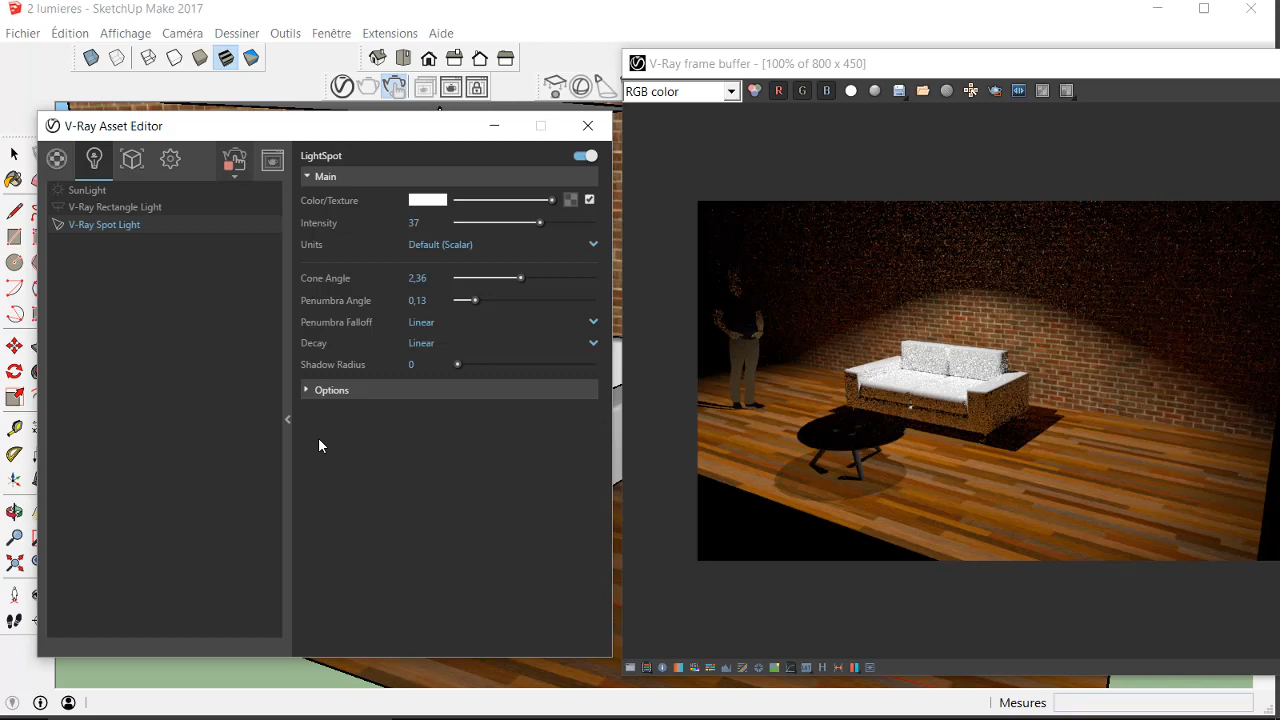 2 lumieres - SketchUp Make 2017
Fichier Édition Affichage Caméra Dessiner Outils Fenêtre Extensions Aide
V-Ray frame buffer - [100% of 800 x 450]
RGB color
R G B
V-Ray Asset Editor
SunLight
V-Ray Rectangle Light
V-Ray Spot Light
LightSpot
Main
Color/Texture
Intensity 37
Units Default (Scalar)
Cone Angle 2,36
Penumbra Angle 0,13
Penumbra Falloff Linear
Decay Linear
Shadow Radius 0
Options
H
Mesures